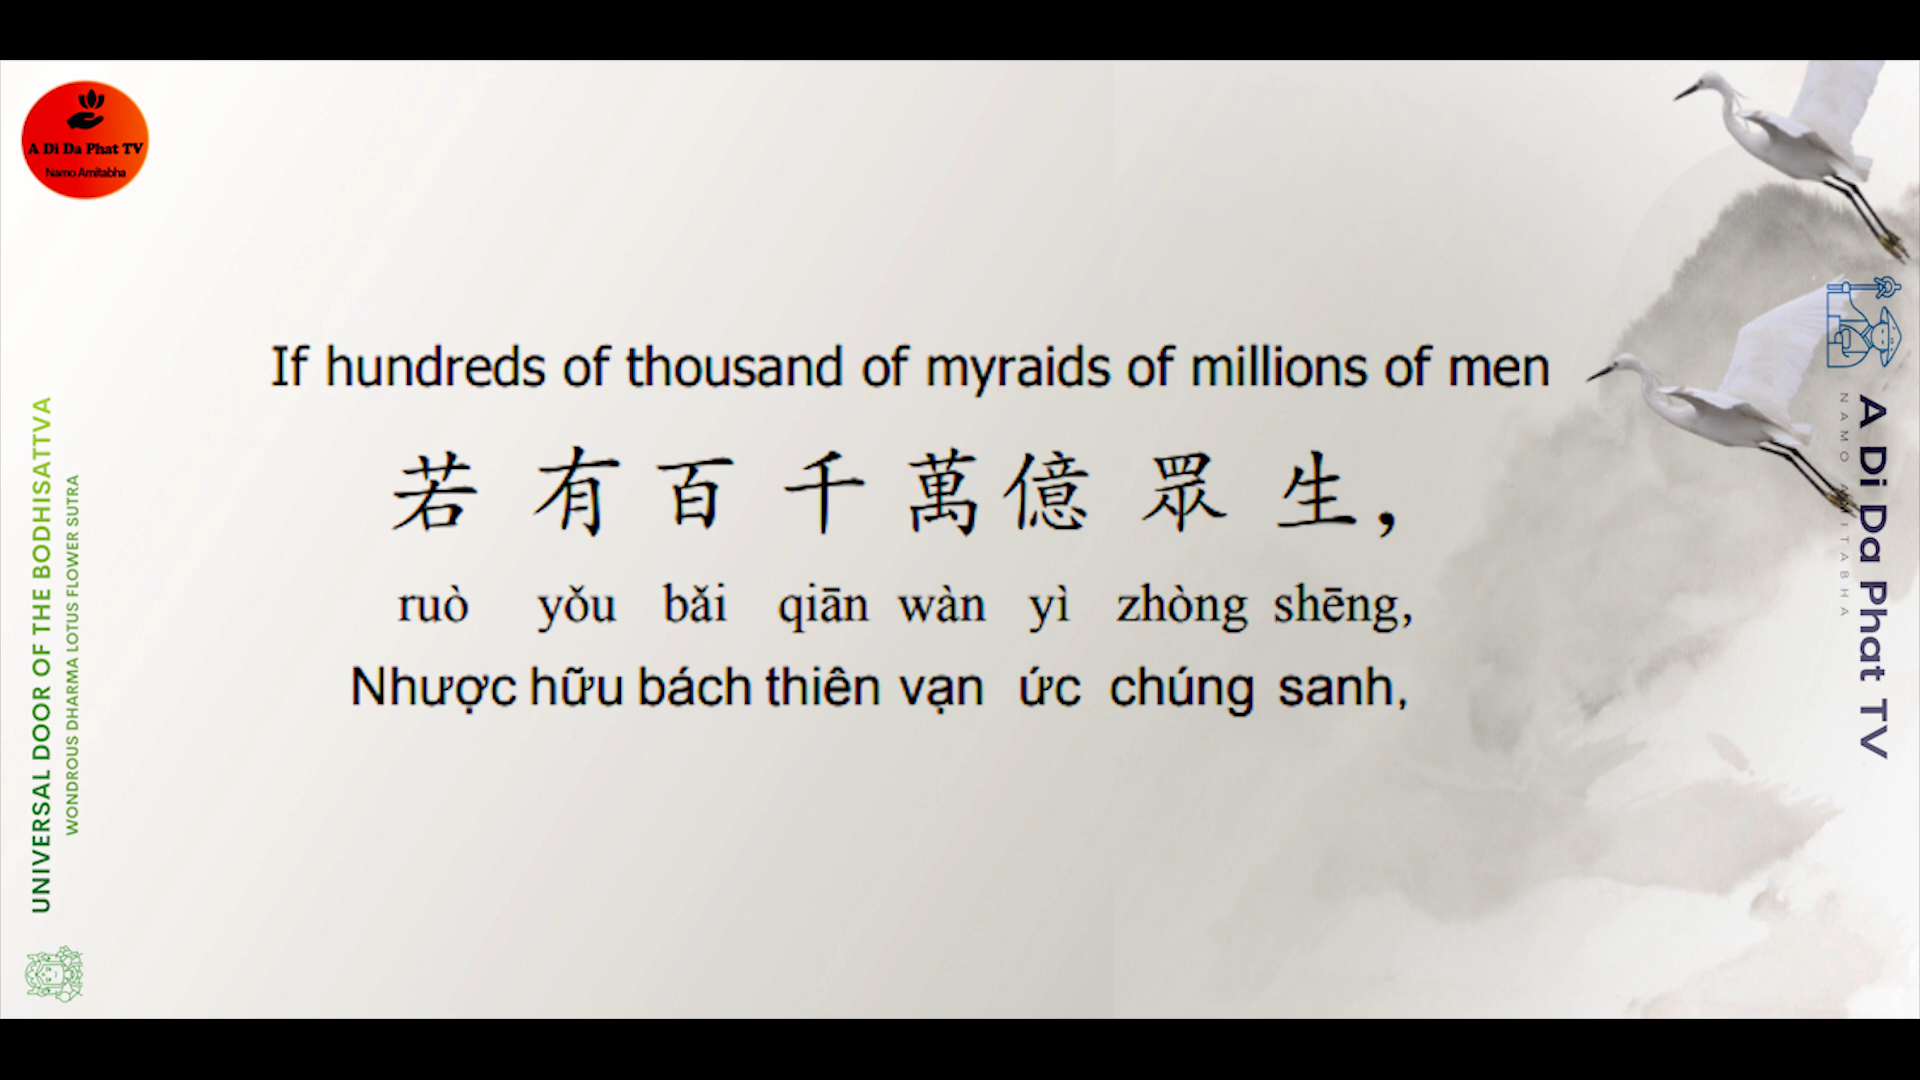 A Di Da Phat TV
Namo Amitabha
If hundreds of thousand of myraids of millions of men
若有百千萬億眾生，
ruò yǒu bǎi qiān wàn yì zhòng shēng,
Nhược hữu bách thiên vạn ức chúng sanh,
UNIVERSAL DOOR OF THE BODHISATTVA
WONDROUS DHARMA LOTUS FLOWER SUTRA
A Di Da Phat TV
NAMO AMITABHA